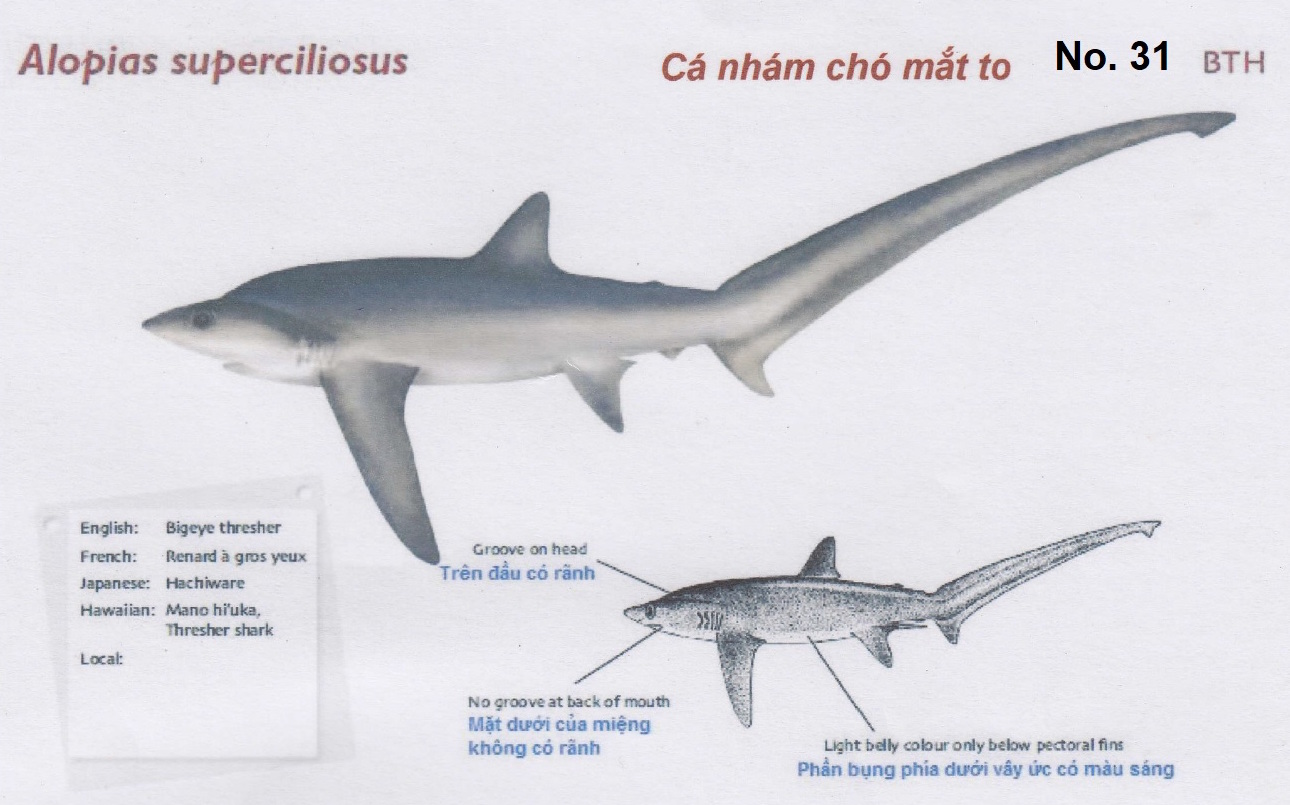 Alopias superciliosus
Cá nhám chó mắt to
No. 31
BTH
English: Bigeye thresher
French: Renard à gros yeux
Japanese: Hachiware
Hawaiian: Mano hi'uka,
Thresher shark
Local:
Groove on head
Trên đầu có rãnh
No groove at back of mouth
Mặt dưới của miệng
không có rãnh
Light belly colour only below pectoral fins
Phần bụng phía dưới vây ức có màu sáng